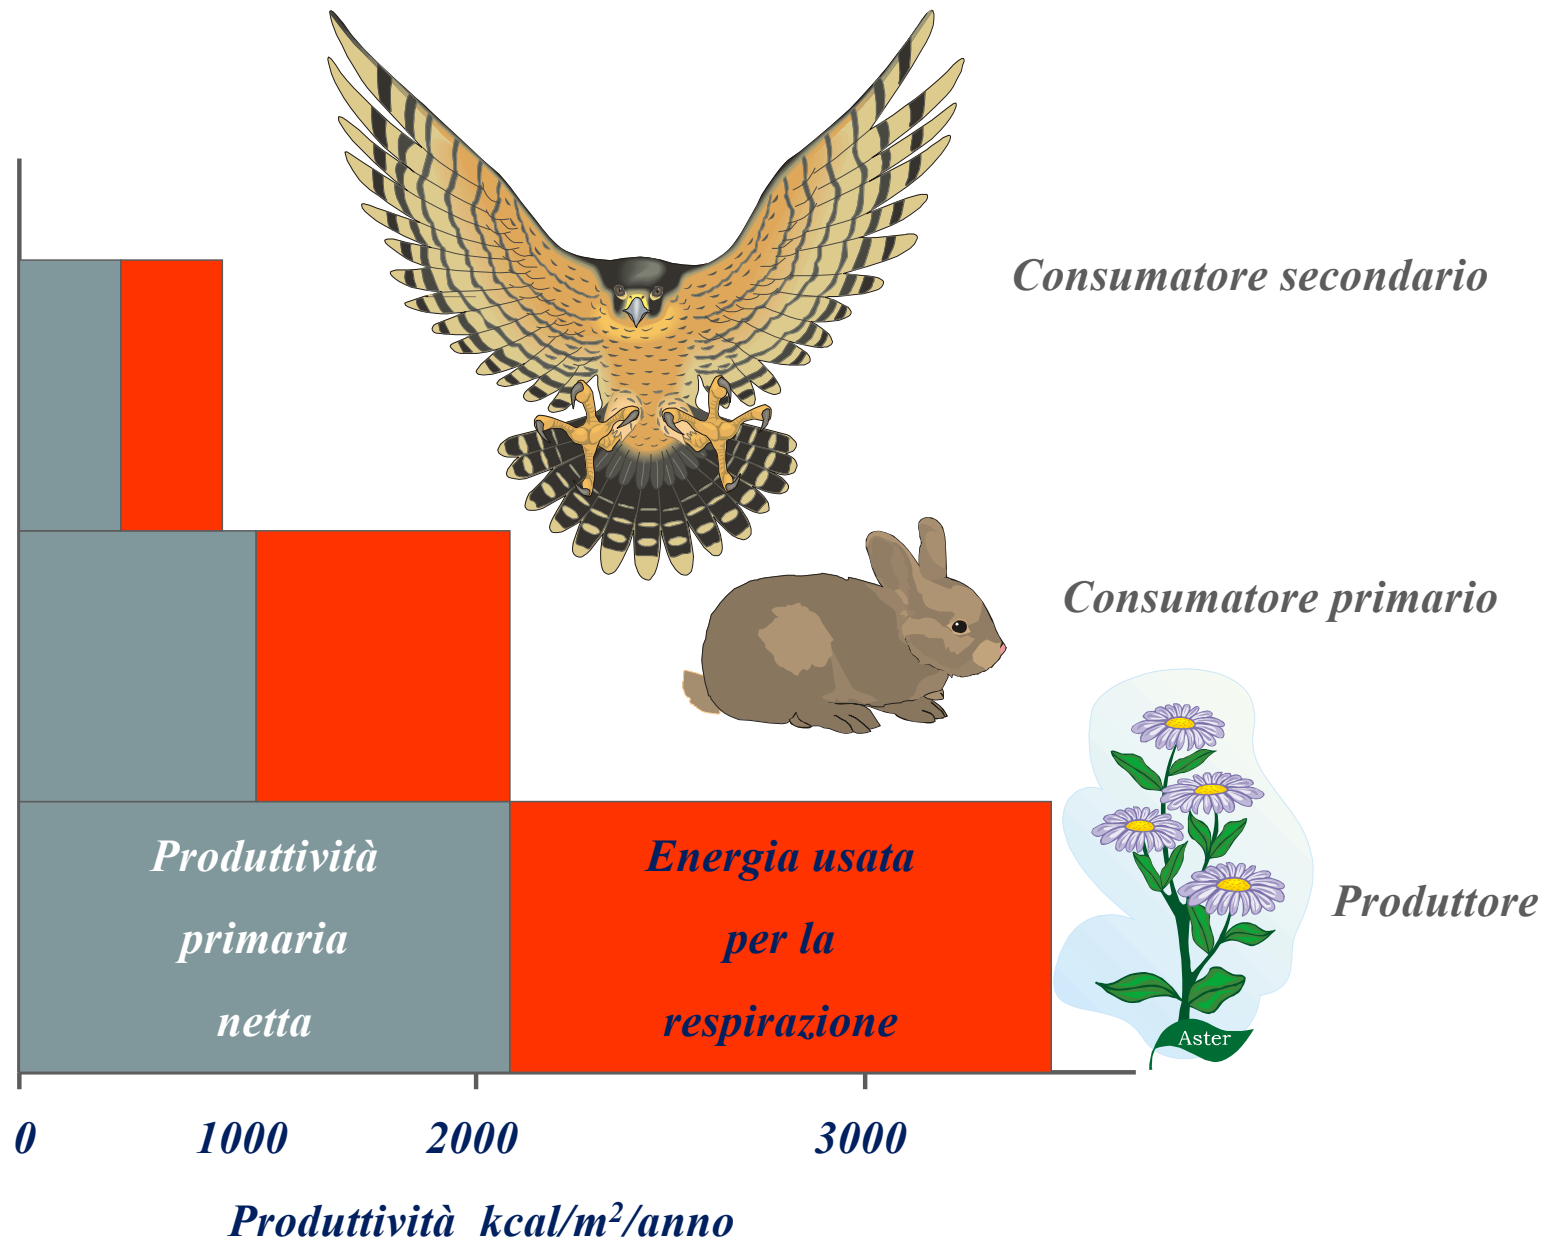 Consumatore secondario
Consumatore primario
Produttività
primaria
netta
Energia usata
per la
respirazione
Produttore
Aster
0 1000 2000 3000
Produttività kcal/m²/anno